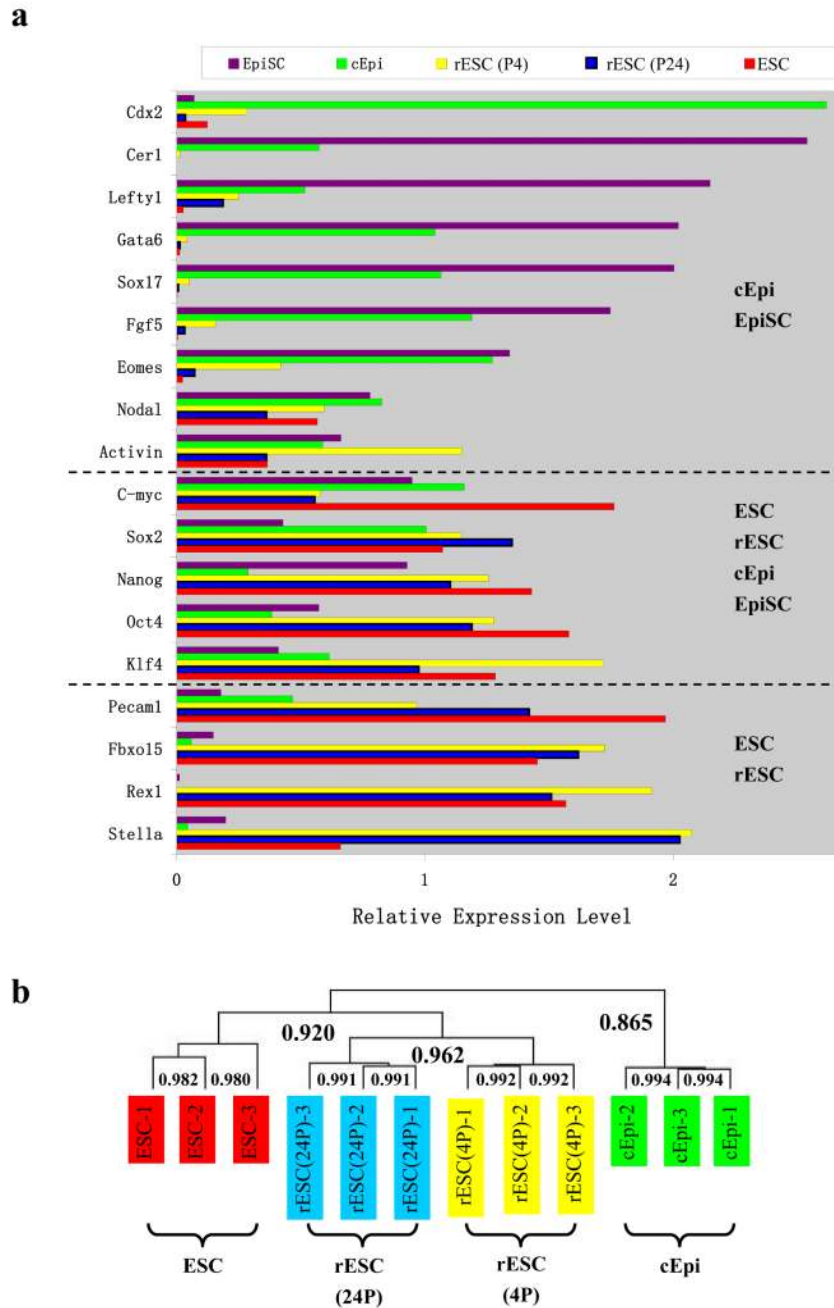 a
EpiSC cEpi rESC (P4) rESC (P24) ESC
Cdx2
Cer1
Lefty1
Gata6
Sox17
Fgf5
Eomes
Nodal
Activin
C-myc
Sox2
Nanog
Oct4
Klf4
Pecam1
Fbxo15
Rex1
Stella
cEpi
EpiSC
ESC
rESC
cEpi
EpiSC
ESC
rESC
0 1 2
Relative Expression Level
b
0.920 0.865
0.962
0.982 0.980 0.991 0.991 0.992 0.992 0.994 0.994
ESC-1
ESC-2
ESC-3
rESC(24P)-3
rESC(24P)-2
rESC(24P)-1
rESC(4P)-1
rESC(4P)-2
rESC(4P)-3
cEpi-2
cEpi-3
cEpi-1
ESC rESC rESC cEpi
(24P) (4P)